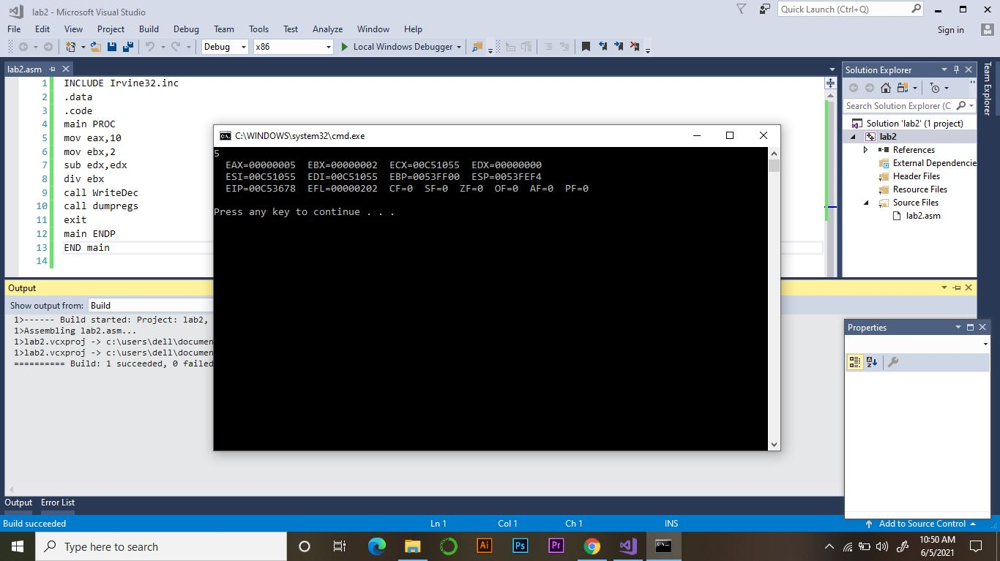 lab2 - Microsoft Visual Studio
Quick Launch (Ctrl+Q)
File Edit View Project Build Debug Team Tools Test Analyze Window Help
Sign in
Debug x86 Local Windows Debugger
lab2.asm
1 INCLUDE Irvine32.inc
2 .data
3 .code
4 main PROC
5 mov eax,10
6 mov ebx,2
7 sub edx,edx
8 div ebx
9 call WriteDec
10 call dumpregs
11 exit
12 main ENDP
13 END main
14
C:\WINDOWS\system32\cmd.exe
5
EAX=00000005 EBX=00000002 ECX=00C51055 EDX=00000000
ESI=00C51055 EDI=00C51055 EBP=0053FF00 ESP=0053FEF4
EIP=00C53678 EFL=00000202 CF=0 SF=0 ZF=0 OF=0 AF=0 PF=0
Press any key to continue . . .
Solution Explorer
Search Solution Explorer (C
Solution 'lab2' (1 project)
lab2
References
External Dependencie
Header Files
Resource Files
Source Files
lab2.asm
Team Explorer
Output
Show output from: Build
1>------ Build started: Project: lab2,
1>Assembling lab2.asm...
1>lab2.vcxproj -> c:\users\dell\documen
1>lab2.vcxproj -> c:\users\dell\documen
========== Build: 1 succeeded, 0 failed
Properties
Output Error List
Build succeeded
Ln 1 Col 1 Ch 1 INS
Add to Source Control
Type here to search
Ai
Ps
Pr
10:50 AM
6/5/2021